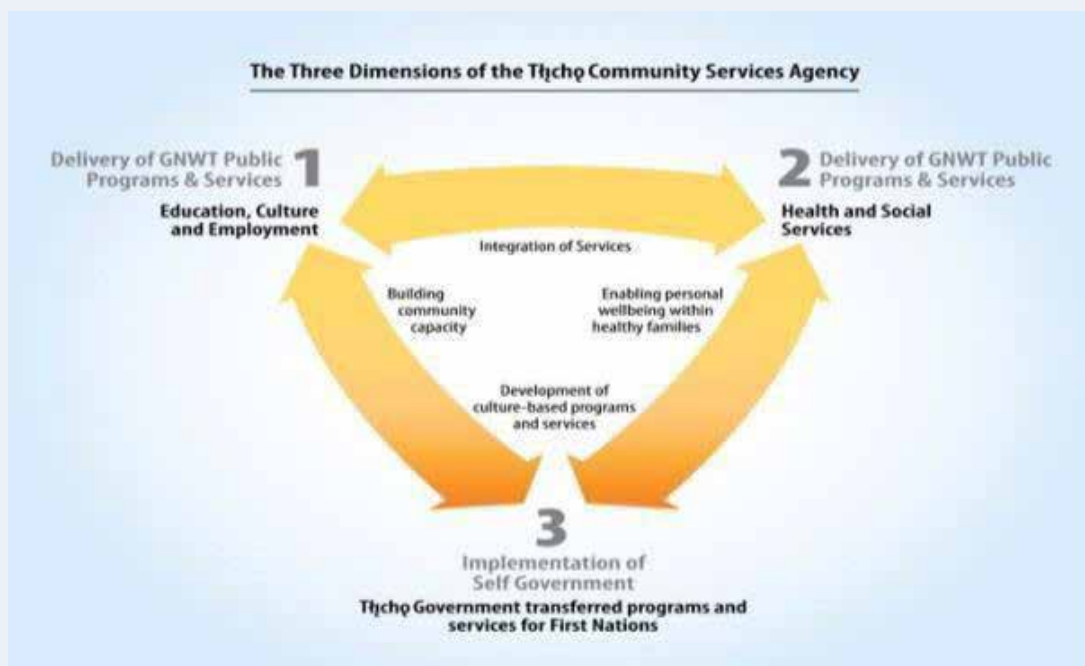 The Three Dimensions of the Tłı̨chǫ Community Services Agency
Delivery of GNWT Public
Programs & Services
1
Education, Culture
and Employment
2
Delivery of GNWT Public
Programs & Services
Health and Social
Services
Integration of Services
Building
community
capacity
Enabling personal
wellbeing within
healthy families
Development of
culture-based programs
and services
3
Implementation of
Self Government
Tłı̨chǫ Government transferred programs and
services for First Nations